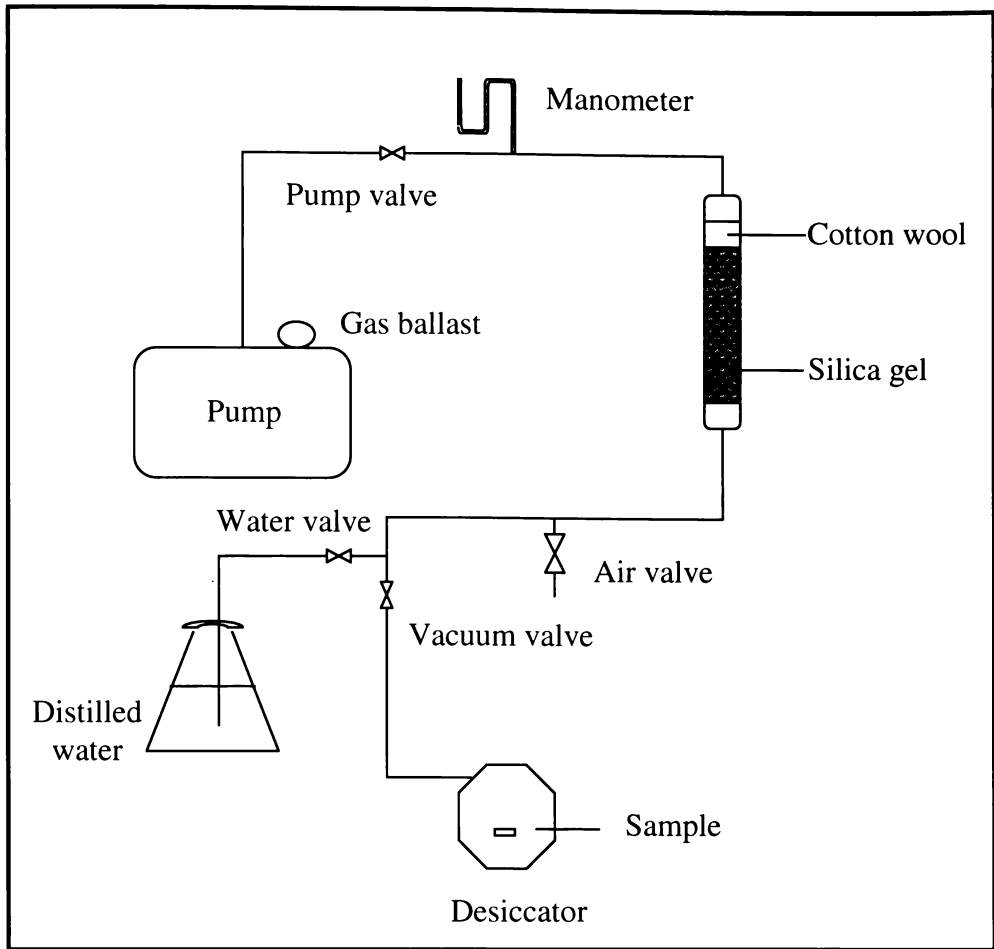 Manometer
Pump valve
Cotton wool
Gas ballast
Silica gel
Pump
Water valve
Air valve
Vacuum valve
Distilled
water
Sample
Desiccator